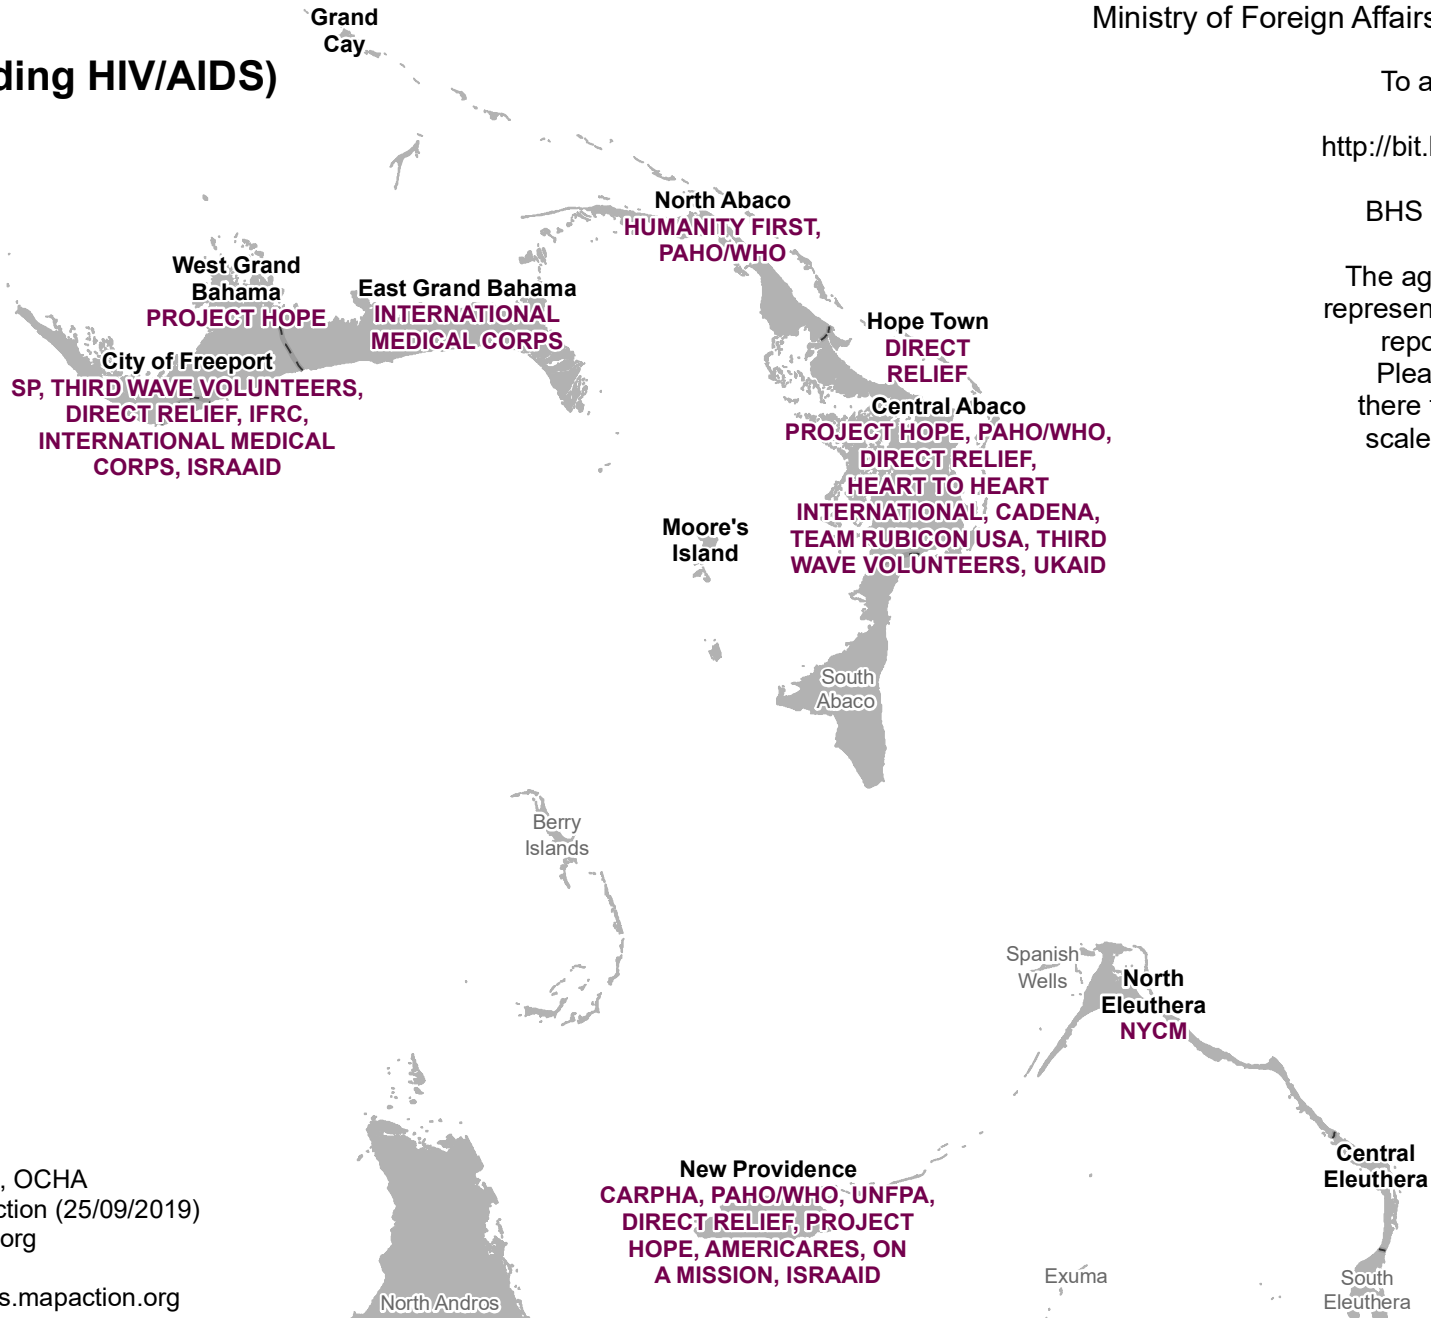 Grand
Cay
ding HIV/AIDS)
Ministry of Foreign Affairs
To a
http://bit.
BHS
The ag
represen
repo
Plea
there
scale
North Abaco
HUMANITY FIRST,
PAHO/WHO
West Grand
Bahama
PROJECT HOPE
East Grand Bahama
INTERNATIONAL
MEDICAL CORPS
City of Freeport
SP, THIRD WAVE VOLUNTEERS,
DIRECT RELIEF, IFRC,
INTERNATIONAL MEDICAL
CORPS, ISRAAID
Hope Town
DIRECT
RELIEF
Central Abaco
PROJECT HOPE, PAHO/WHO,
DIRECT RELIEF,
HEART TO HEART
INTERNATIONAL, CADENA,
TEAM RUBICON USA, THIRD
WAVE VOLUNTEERS, UKAID
Moore's
Island
South
Abaco
Berry
Islands
Spanish
Wells
North
Eleuthera
NYCM
Central
Eleuthera
New Providence
CARPHA, PAHO/WHO, UNFPA,
DIRECT RELIEF, PROJECT
HOPE, AMERICARES, ON
A MISSION, ISRAAID
Exuma
South
Eleuthera
North Andros
, OCHA
ction (25/09/2019)
org
s.mapaction.org